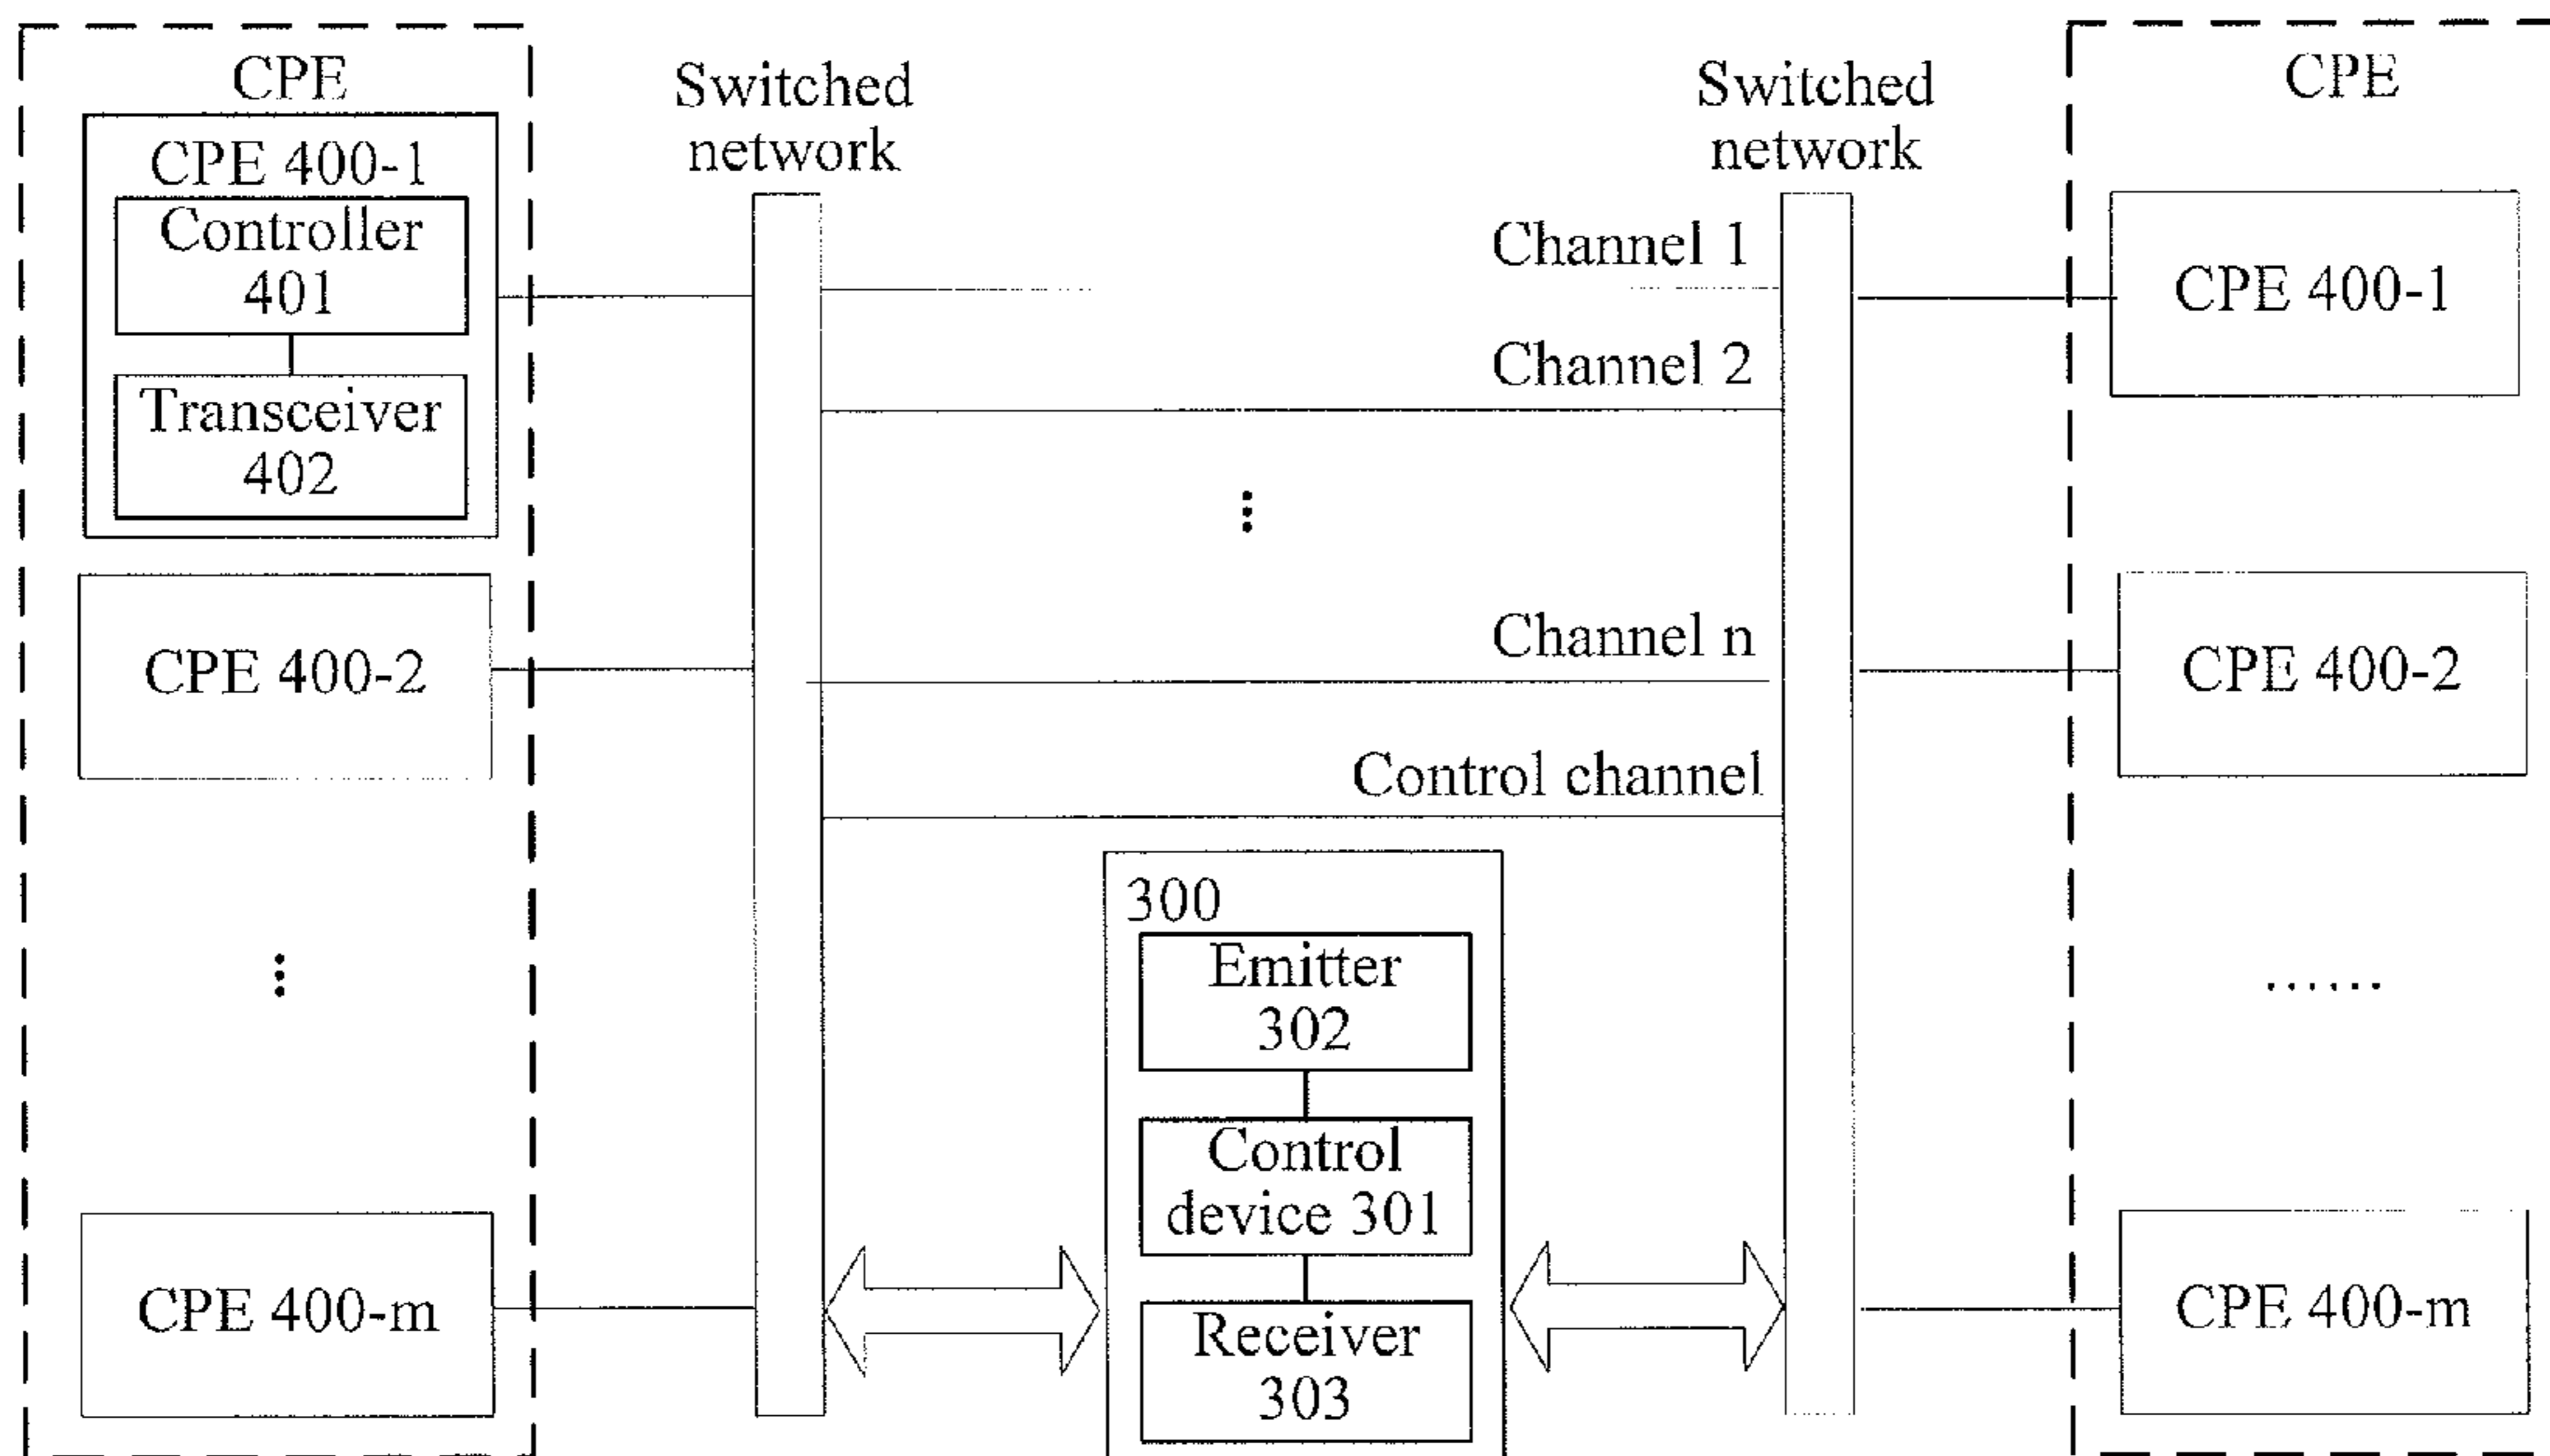 CPE
CPE 400-1
Controller
401
Transceiver
402
CPE 400-2
CPE 400-m
Switched
network
Channel 1
Channel 2
Channel n
Control channel
300
Emitter
302
Control
device 301
Receiver
303
Switched
network
CPE
CPE 400-1
CPE 400-2
......
CPE 400-m